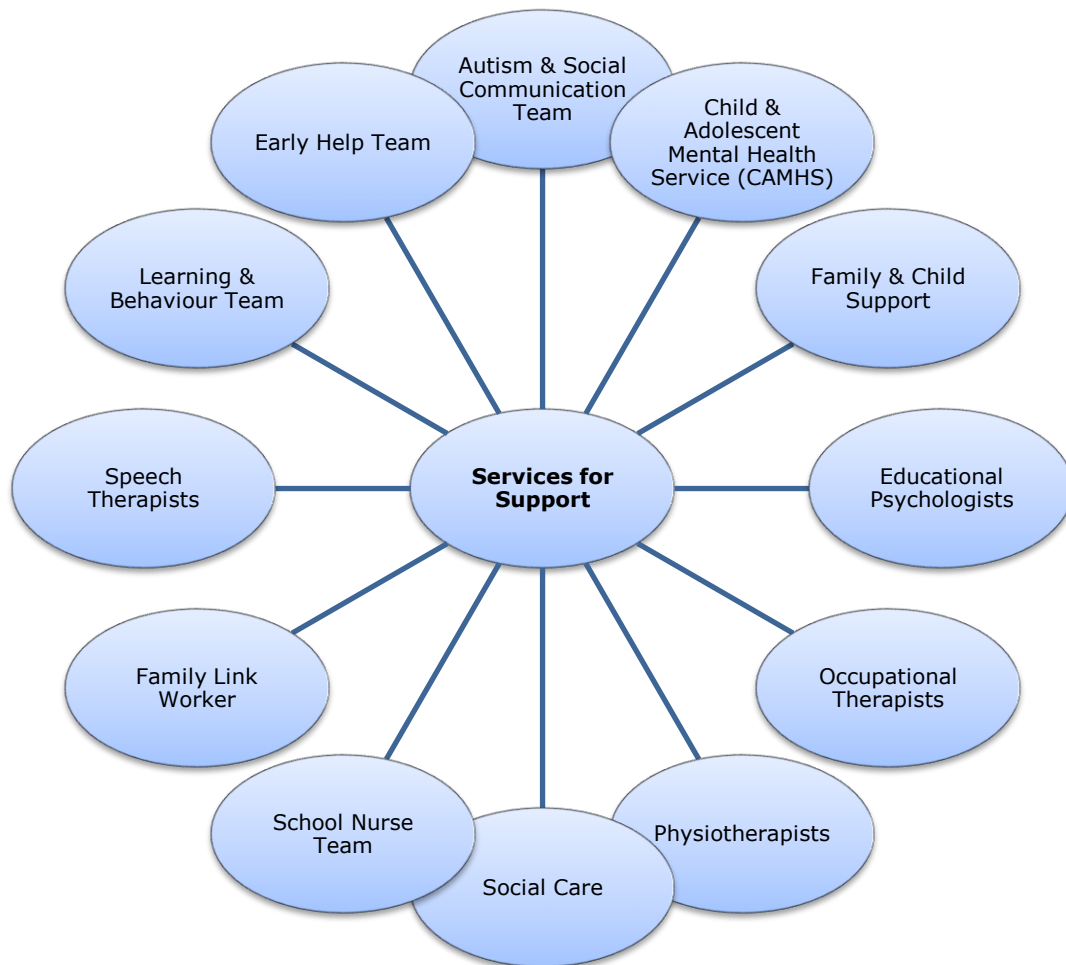 Autism & Social
Communication
Team
Child &
Adolescent
Mental Health
Service (CAMHS)
Family & Child
Support
Educational
Psychologists
Occupational
Therapists
Physiotherapists
Social Care
School Nurse
Team
Family Link
Worker
Speech
Therapists
Learning &
Behaviour Team
Early Help Team
Services for
Support